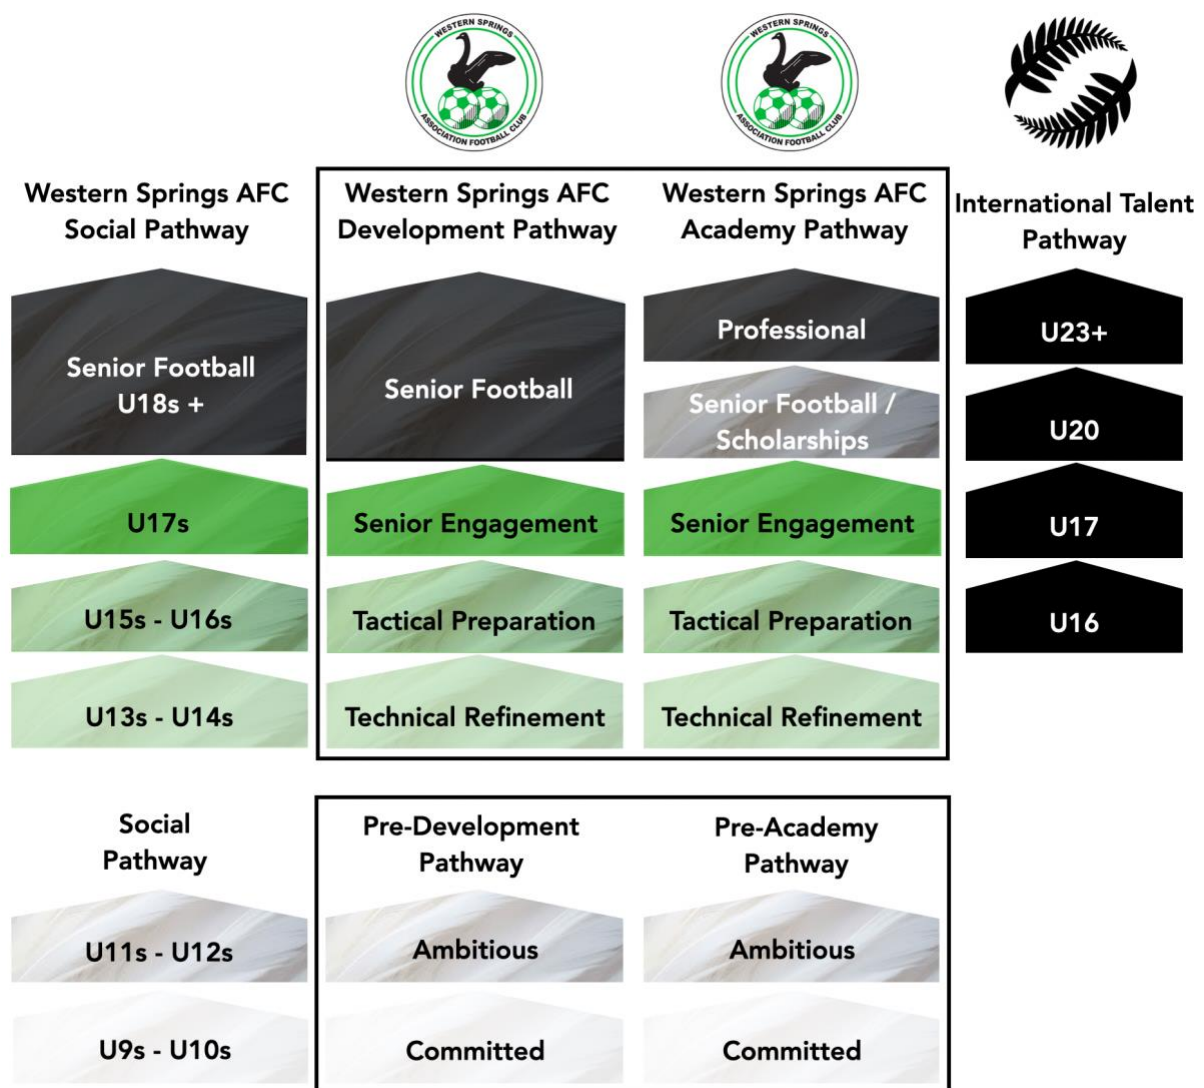 WESTERN SPRINGS
ASSOCIATION FOOTBALL CLUB
WESTERN SPRINGS
ASSOCIATION FOOTBALL CLUB
Western Springs AFC
Social Pathway
Western Springs AFC
Development Pathway
Western Springs AFC
Academy Pathway
International Talent
Pathway
Senior Football
U18s +
Senior Football
Professional
Senior Football /
Scholarships
U23+
U20
U17s
Senior Engagement
Senior Engagement
U17
U15s - U16s
Tactical Preparation
Tactical Preparation
U16
U13s - U14s
Technical Refinement
Technical Refinement
Social
Pathway
Pre-Development
Pathway
Pre-Academy
Pathway
U11s - U12s
Ambitious
Ambitious
U9s - U10s
Committed
Committed